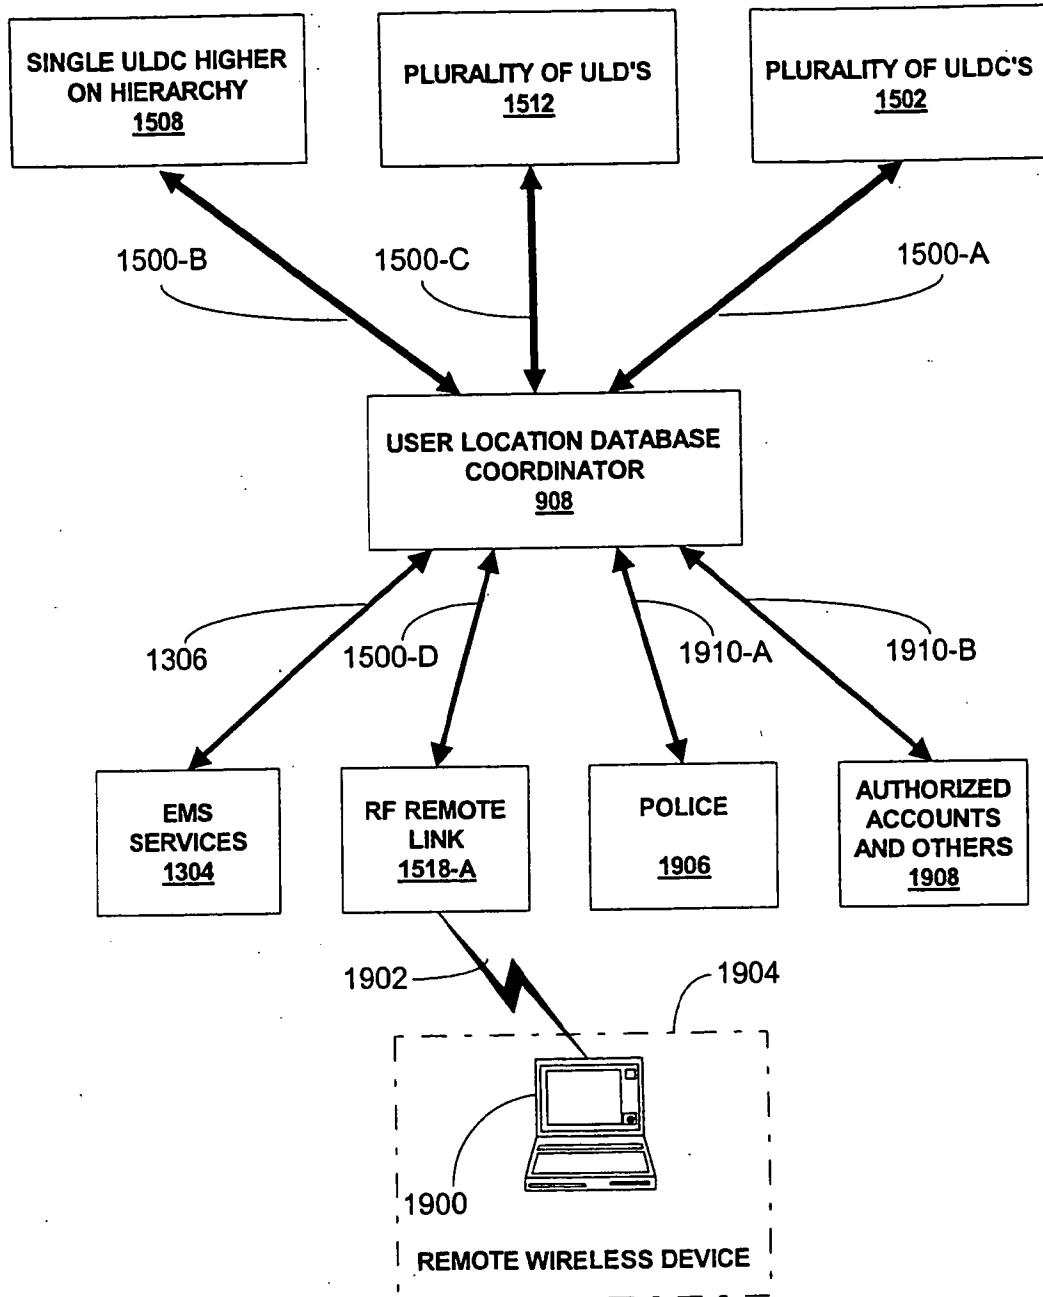 SINGLE ULDC HIGHER
ON HIERARCHY
1508
PLURALITY OF ULD'S
1512
PLURALITY OF ULDC'S
1502
1500-B
1500-C
1500-A
USER LOCATION DATABASE
COORDINATOR
908
1306
1500-D
1910-A
1910-B
EMS
SERVICES
1304
RF REMOTE
LINK
1518-A
POLICE
1906
AUTHORIZED
ACCOUNTS
AND OTHERS
1908
1902
1904
1900
REMOTE WIRELESS DEVICE